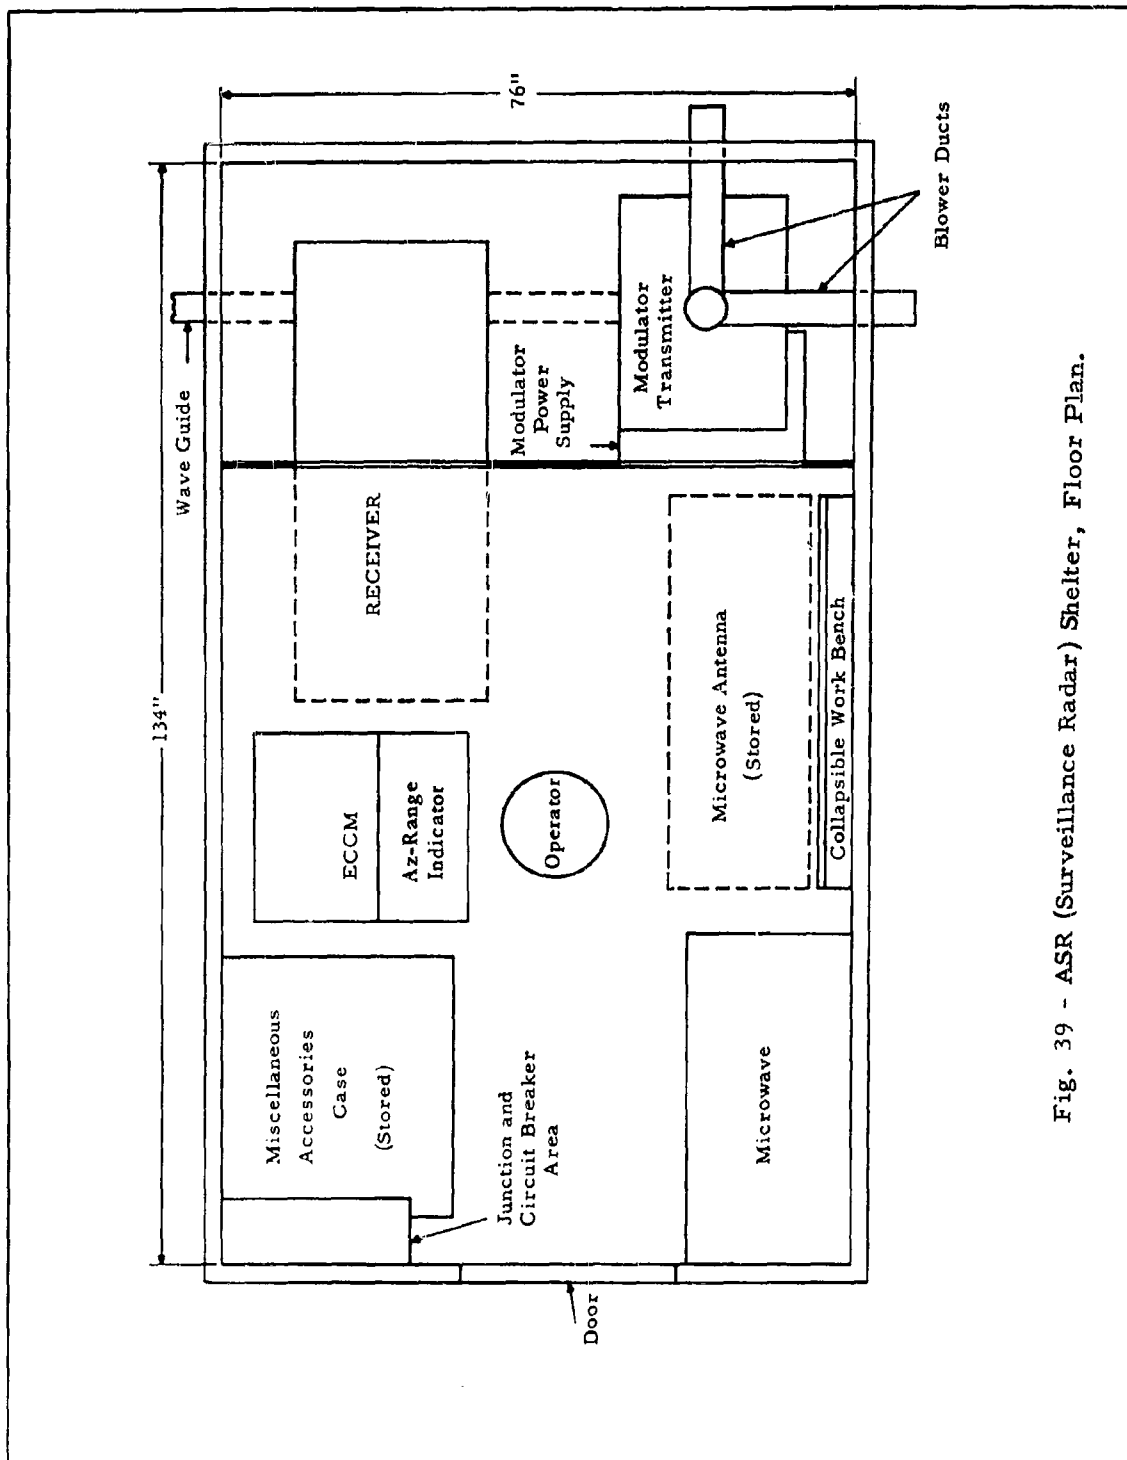 134"
76"
Wave Guide
Miscellaneous
Accessories
Case
(Stored)
ECCM
Az-Range
Indicator
RECEIVER
Modulator
Power
Supply
Modulator
Transmitter
Junction and
Circuit Breaker
Area
Operator
Microwave Antenna
(Stored)
Door
Microwave
Collapsible Work Bench
Blower Ducts
Fig. 39 - ASR (Surveillance Radar) Shelter, Floor Plan.